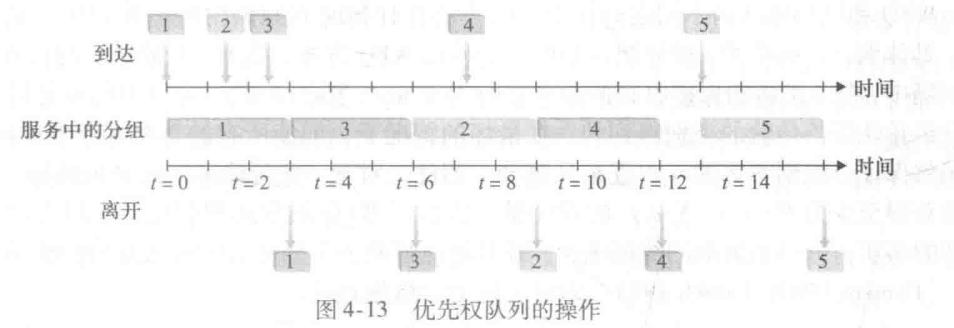 1 2 3 4 5
到达
时间
服务中的分组 1 3 2 4 5
时间
t = 0 t = 2 t = 4 t = 6 t = 8 t = 10 t = 12 t = 14
离开
1 3 2 4 5
图 4-13 优先权队列的操作